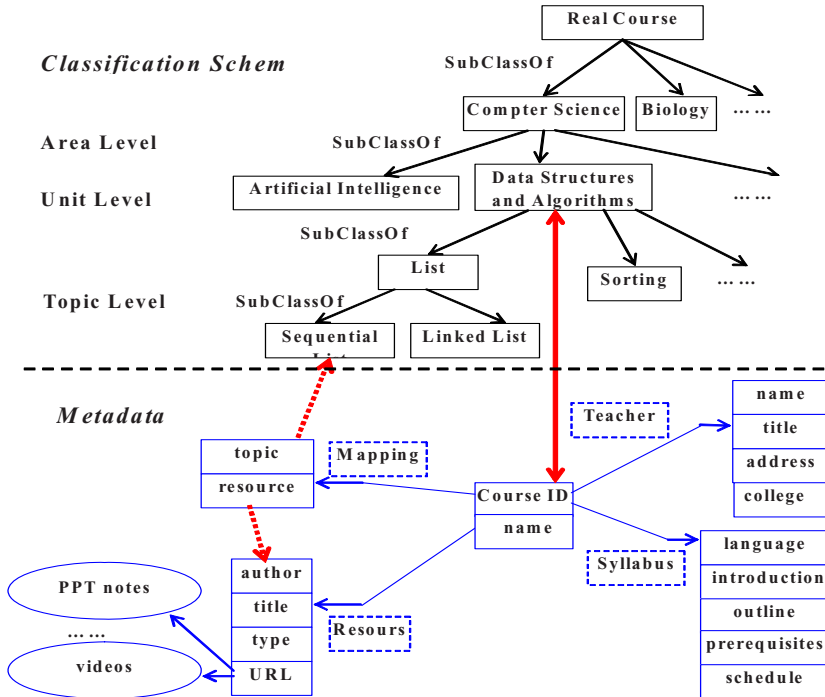 Real Course
Classification Schem
SubClassOf
Compter Science
Biology
... ...
Area Level
SubClassOf
Unit Level
Artificial Intelligence
Data Structures
and Algorithms
... ...
SubClassOf
List
Sorting
... ...
Topic Level
SubClassOf
Sequential
Linked List
Metadada
name
title
address
college
Teacher
topic
resource
Mapping
Course ID
name
language
introduction
outline
prerequisites
schedule
Syllabus
author
title
type
URL
Resours
PPT notes
... ...
videos